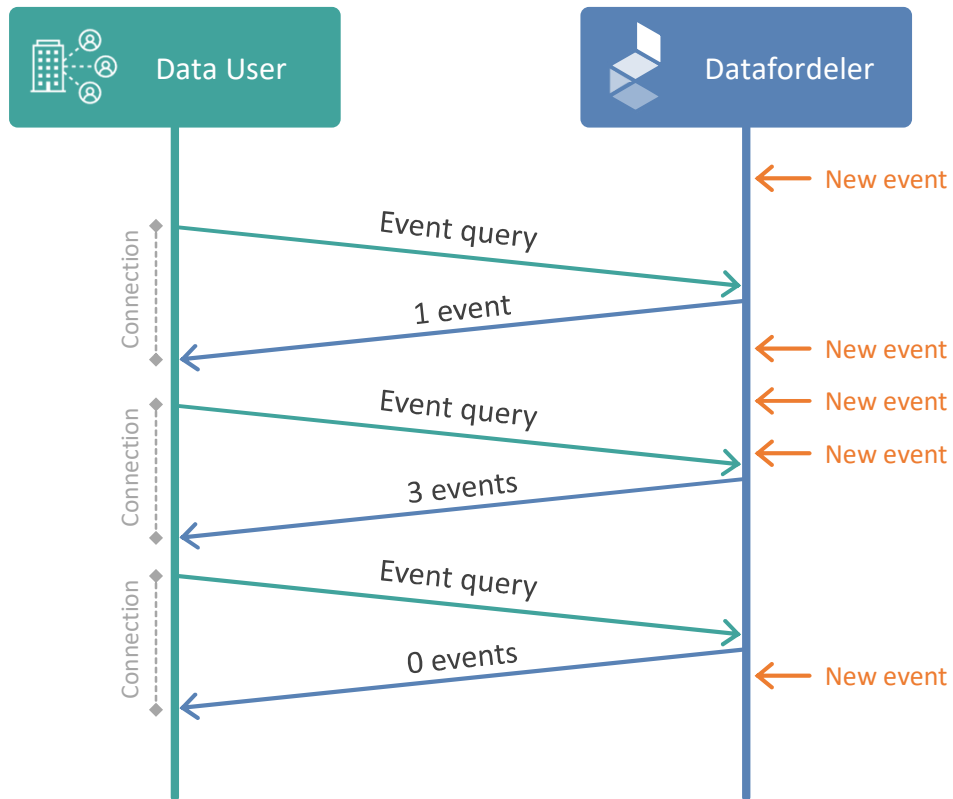 Data User
Datafordeler
New event
Connection
Event query
1 event
New event
Connection
Event query
New event
New event
3 events
Connection
Event query
0 events
New event